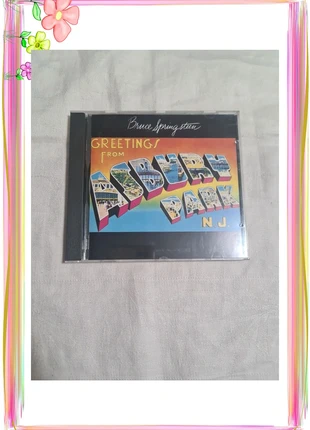 Bruce Springsteen
GREETINGS
FROM
ASBURY
PARK
N J